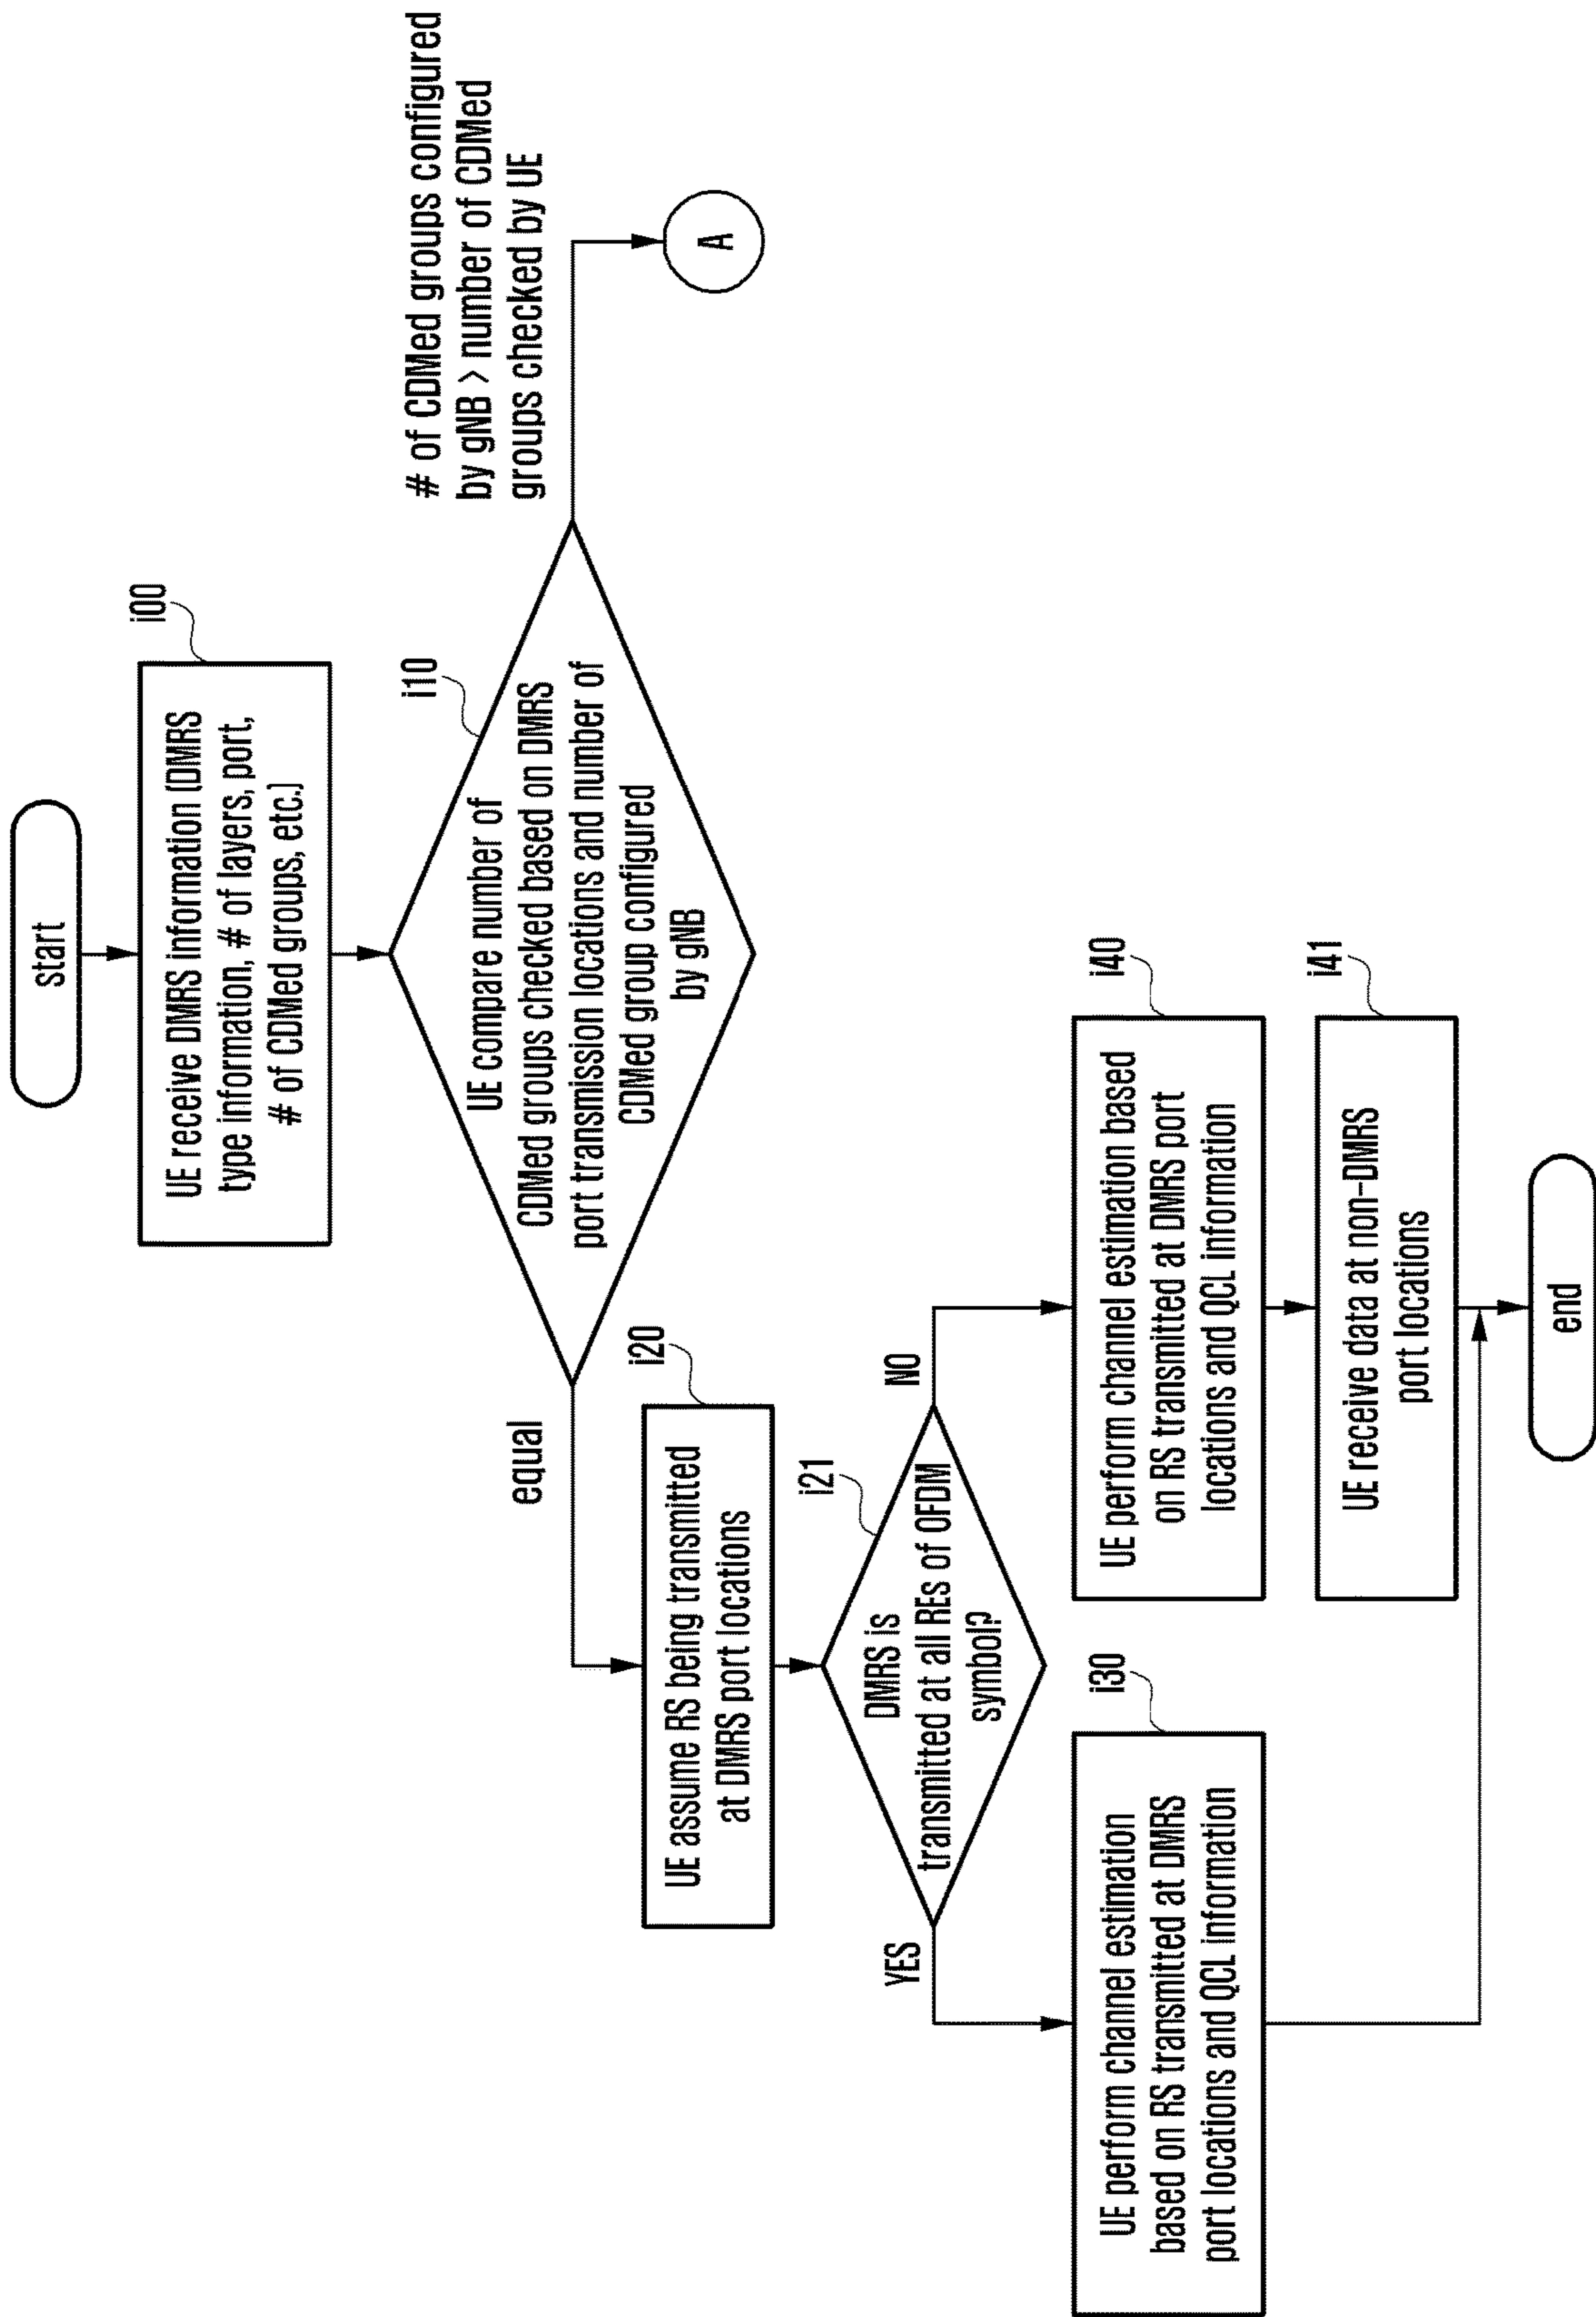 start
i00
UE receive DMRS information (DMRS
type information, # of layers, port,
# of CDMed groups, etc.)
i10
UE compare number of
CDMed groups checked based on DMRS
port transmission locations and number of
CDMed group configured
by gNB
# of CDMed groups configured
by gNB > number of CDMed
groups checked by UE
A
equal
i20
UE assume RS being transmitted
at DMRS port locations
i21
DMRS is
transmitted at all REs of OFDM
symbol?
YES
NO
i30
UE perform channel estimation
based on RS transmitted at DMRS
port locations and QCL information
i40
UE perform channel estimation based
on RS transmitted at DMRS port
locations and QCL information
i41
UE receive data at non-DMRS
port locations
end